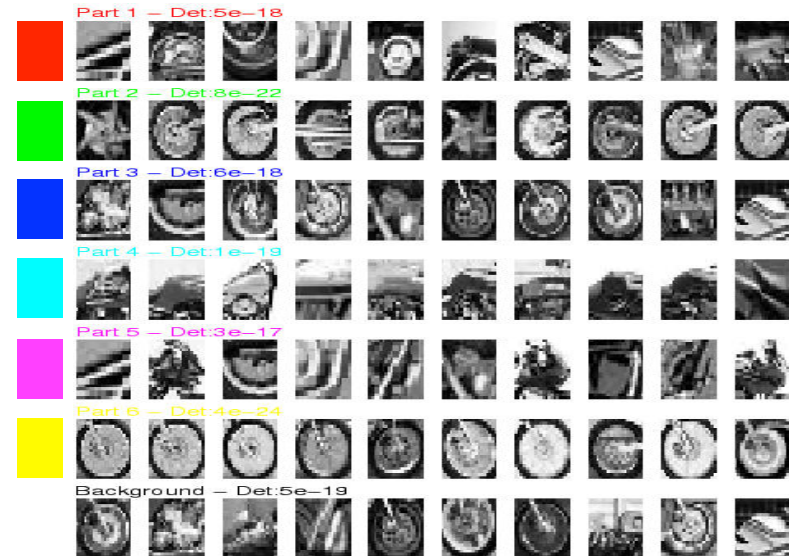 Part 1 – Det:5e–18
Part 2 – Det:8e–22
Part 3 – Det:6e–18
Part 4 – Det:1e–19
Part 5 – Det:3e–17
Part 6 – Det:4e–24
Background – Det:5e–19